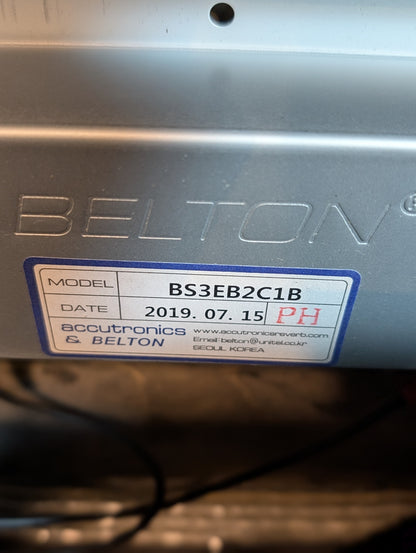 BELTON®
MODEL BS3EB2C1B
DATE 2019. 07. 15 PH
accutronics www.accutronicsreverb.com
& BELTON Email:belton@unitel.co.kr
SEOUL KOREA